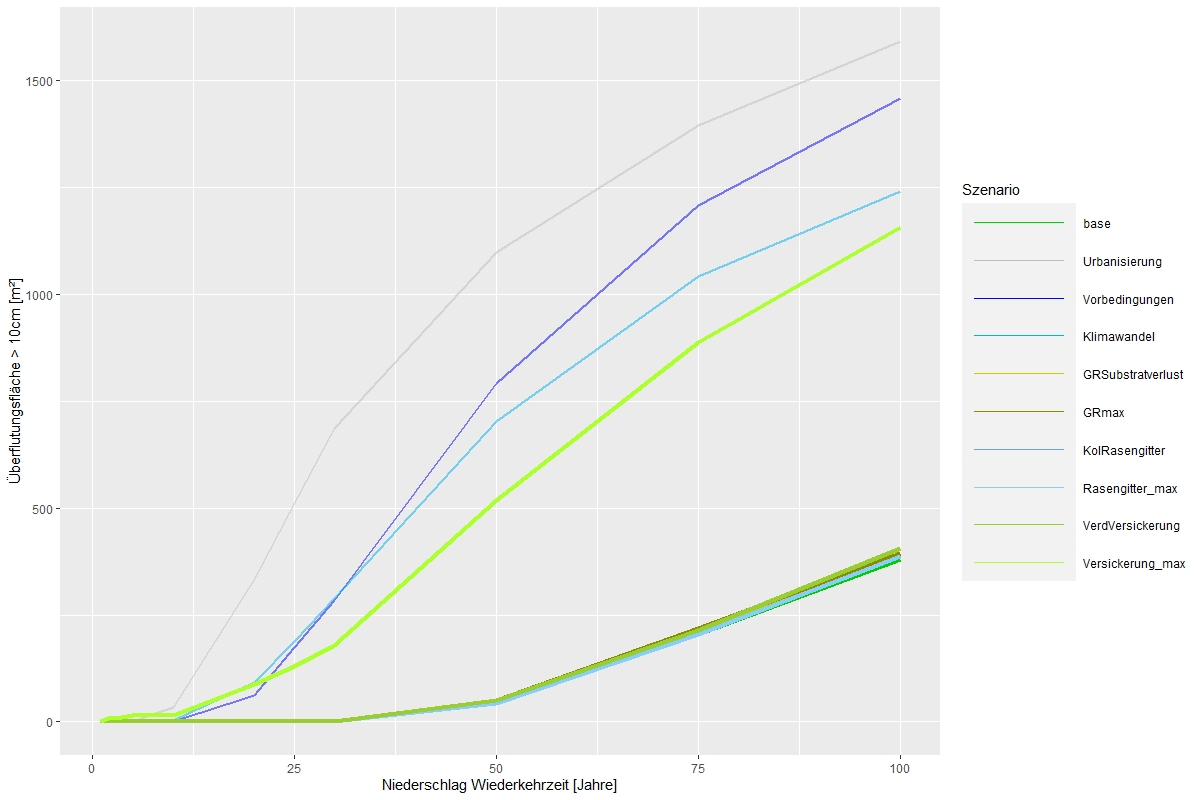 1500
1000
500
0
Überflutungsfläche > 10cm [m²]
0 25 50 75 100
Niederschlag Wiederkehrzeit [Jahre]
Szenario
base
Urbanisierung
Vorbedingungen
Klimawandel
GRSubstratverlust
GRmax
KolRasengitter
Rasengitter_max
VerdVersickerung
Versickerung_max